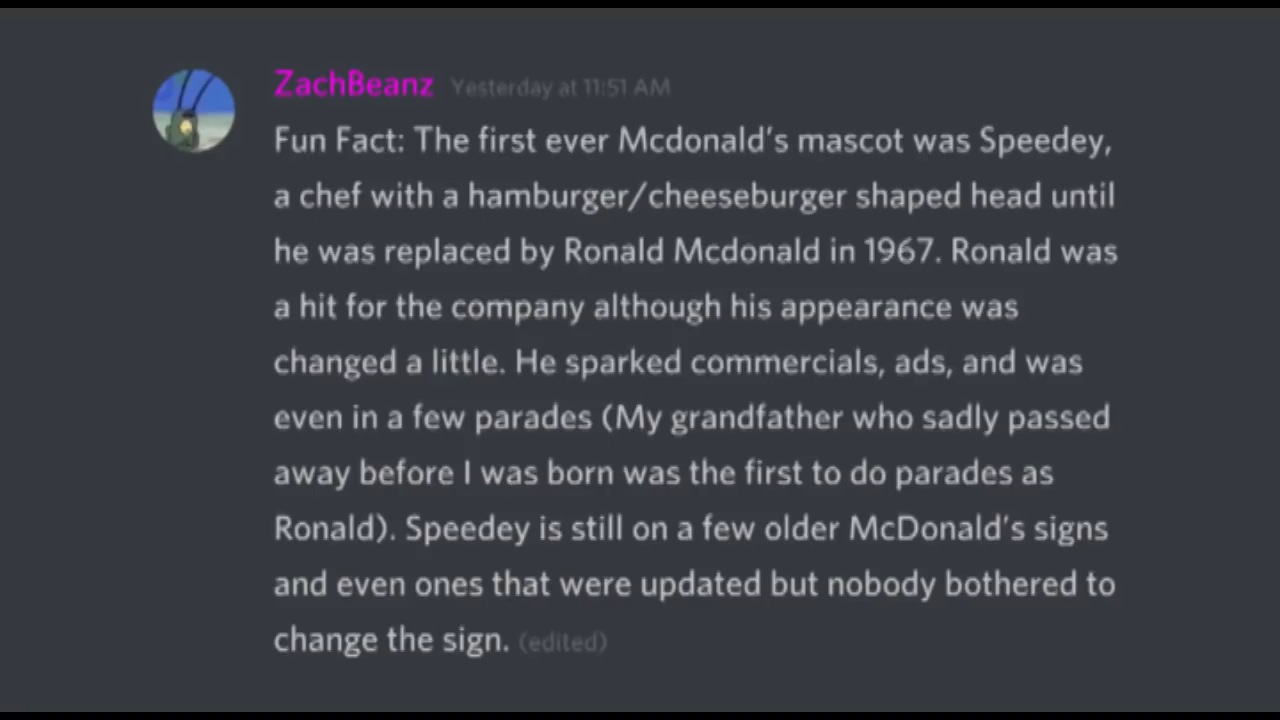 ZachBeanz Yesterday at 11:51 AM
Fun Fact: The first ever Mcdonald's mascot was Speedey,
a chef with a hamburger/cheeseburger shaped head until
he was replaced by Ronald Mcdonald in 1967. Ronald was
a hit for the company although his appearance was
changed a little. He sparked commercials, ads, and was
even in a few parades (My grandfather who sadly passed
away before I was born was the first to do parades as
Ronald). Speedey is still on a few older McDonald's signs
and even ones that were updated but nobody bothered to
change the sign. (edited)